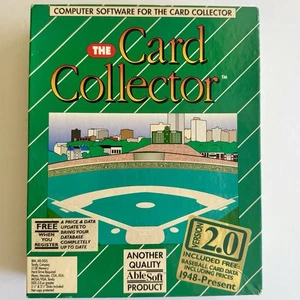 COMPUTER SOFTWARE FOR THE CARD COLLECTOR
THE Card
Collector™
FREE
WHEN
YOU
REGISTER
A PRICE & DATA
UPDATE TO
BRING YOUR
DATABASE
COMPLETELY
UP TO DATE
ANOTHER
QUALITY
AbleSoft
PRODUCT
VERSION
2.0
INCLUDED FREE:
BASEBALL CARD DATA
INCLUDING PRICES
1948-Present